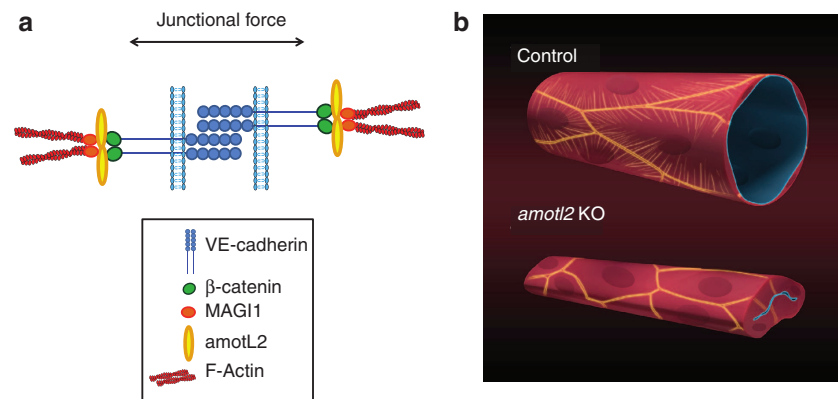 a
Junctional force
VE-cadherin
β-catenin
MAGI1
amotL2
F-Actin
b
Control
amotl2 KO